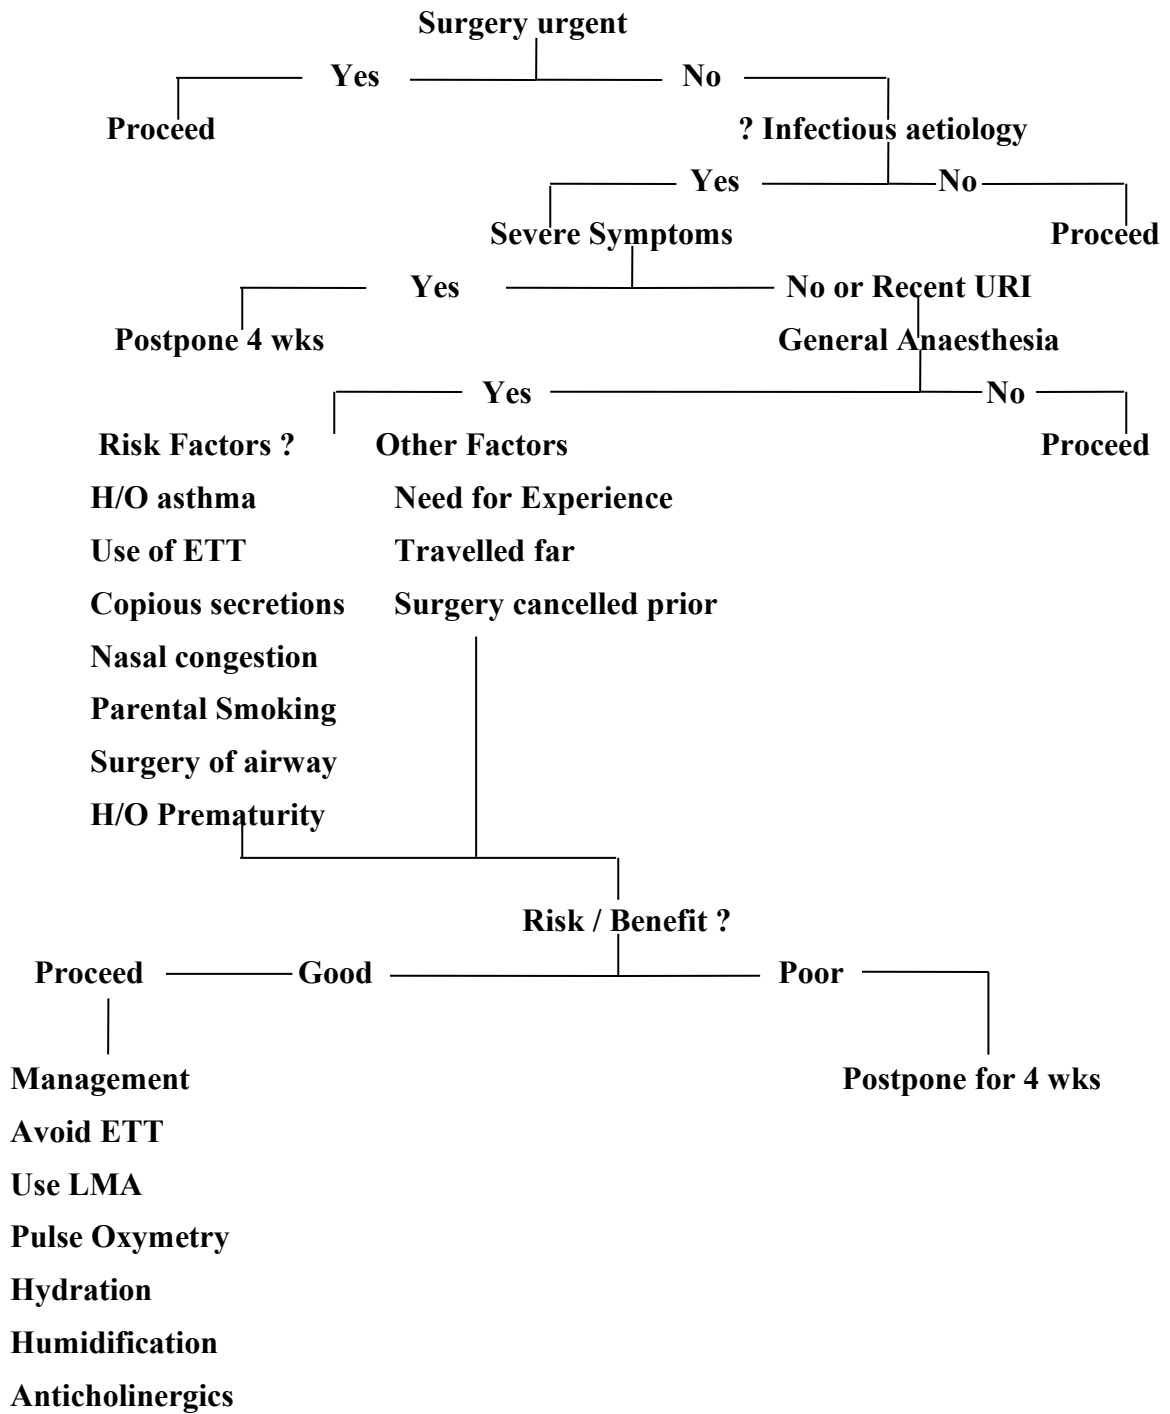 Surgery urgent
Yes No
Proceed ? Infectious aetiology
Yes No
Severe Symptoms Proceed
Yes No or Recent URI
Postpone 4 wks General Anaesthesia
Yes No
Risk Factors ? Other Factors Proceed
H/O asthma Need for Experience
Use of ETT Travelled far
Copious secretions Surgery cancelled prior
Nasal congestion
Parental Smoking
Surgery of airway
H/O Prematurity
Risk / Benefit ?
Proceed Good Poor
Management Postpone for 4 wks
Avoid ETT
Use LMA
Pulse Oxymetry
Hydration
Humidification
Anticholinergics